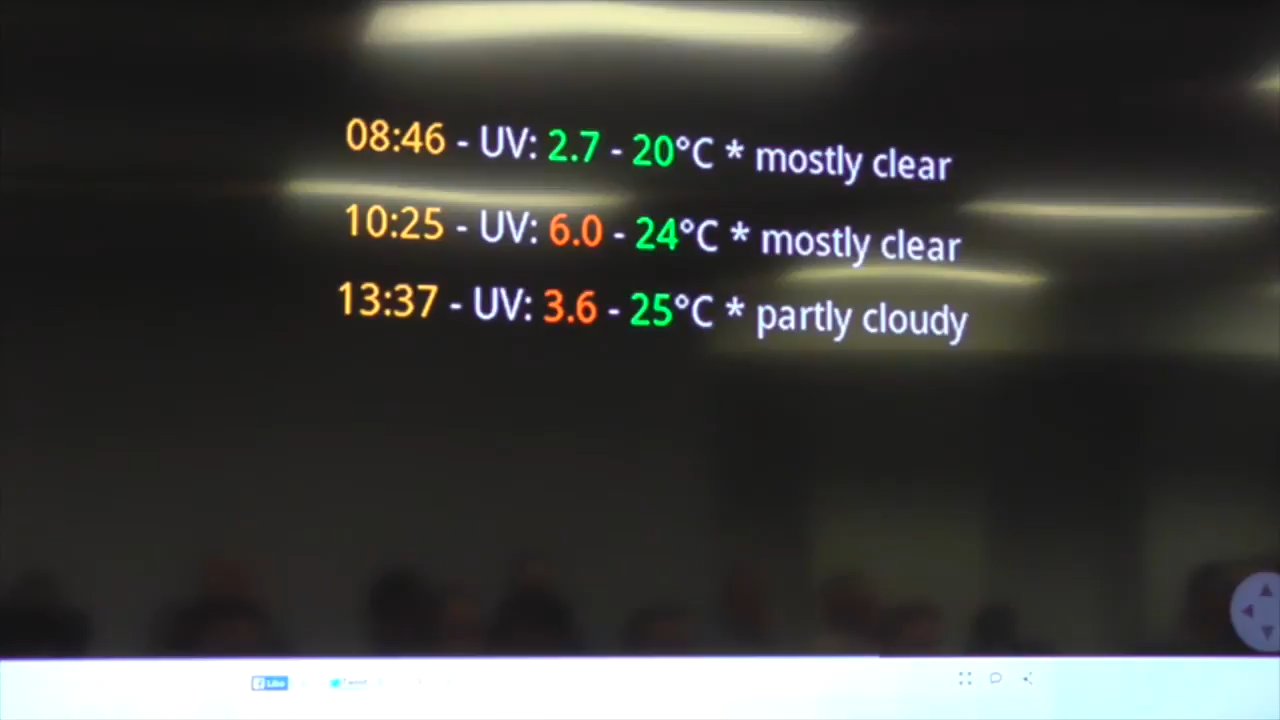 08:46 - UV: 2.7 - 20°C * mostly clear
10:25 - UV: 6.0 - 24°C * mostly clear
13:37 - UV: 3.6 - 25°C * partly cloudy
Like
Tweet